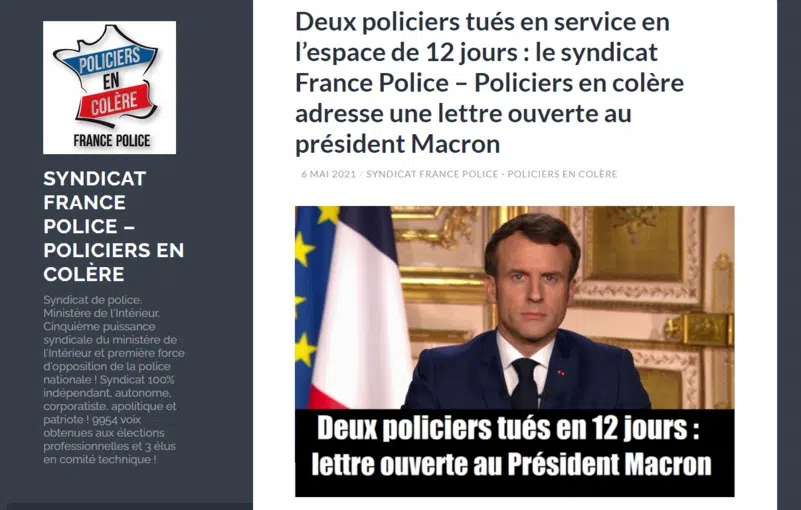 POLICIERS
EN
COLÈRE
FRANCE POLICE
SYNDICAT
FRANCE
POLICE –
POLICIERS EN
COLÈRE
Syndicat de police.
Ministère de l'Intérieur.
Cinquième puissance
syndicale du ministère de
l'Intérieur et première force
d'opposition de la police
nationale ! Syndicat 100%
indépendant, autonome,
corporatiste, apolitique et
patriote ! 9954 voix
obtenues aux élections
professionnelles et 3 élus
en comité technique !
Deux policiers tués en service en
l’espace de 12 jours : le syndicat
France Police – Policiers en colère
adresse une lettre ouverte au
président Macron
6 MAI 2021 / SYNDICAT FRANCE POLICE - POLICIERS EN COLÈRE
Deux policiers tués en 12 jours :
lettre ouverte au Président Macron